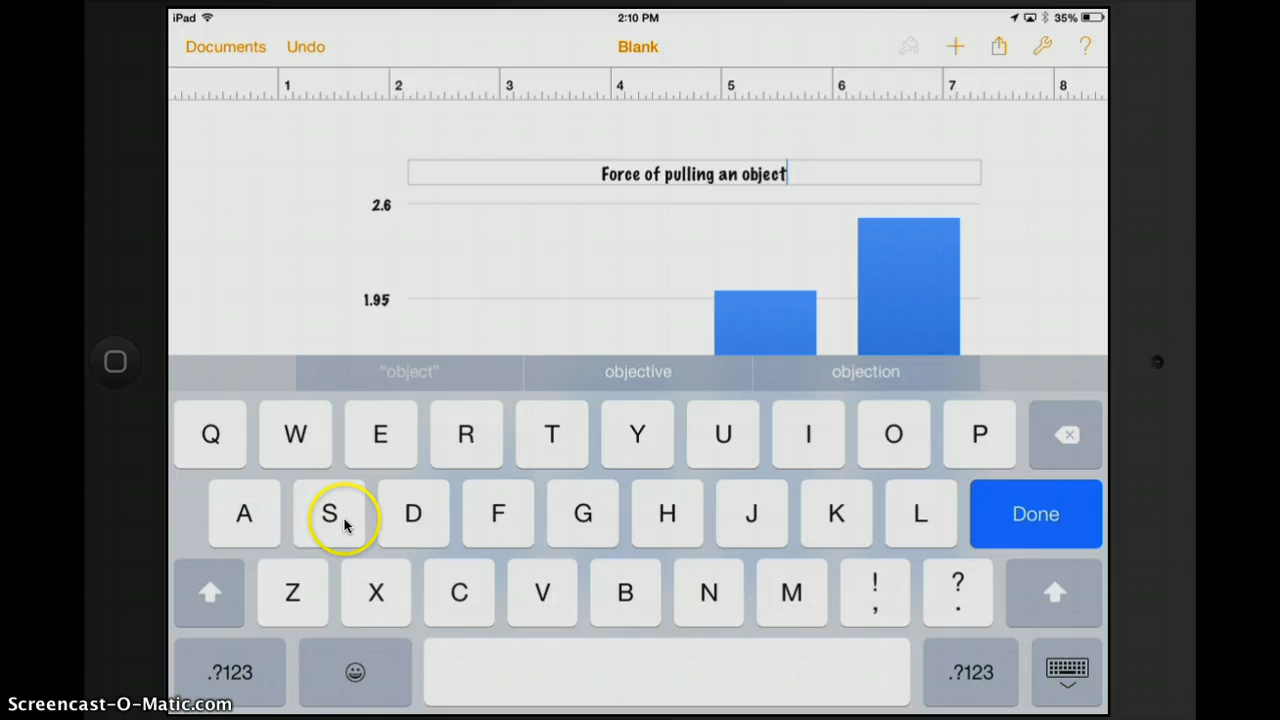 iPad 2:10 PM 35%
Documents Undo Blank ?
1 2 3 4 5 6 7 8
Force of pulling an object
2.6
1.95
“object” objective objection
Q W E R T Y U I O P
A S D F G H J K L Done
Z X C V B N M ! , ? .
.?123 .?123
Screencast-O-Matic.com